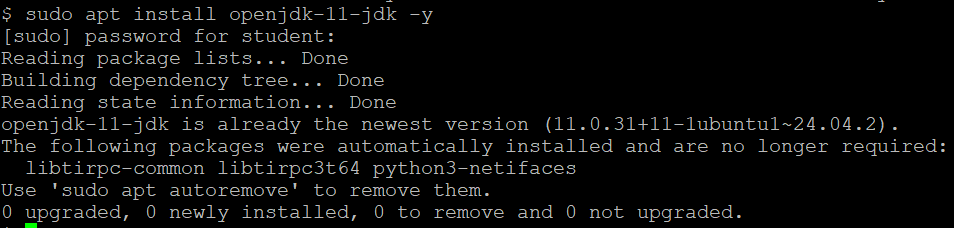 $ sudo apt install openjdk-11-jdk -y
[sudo] password for student:
Reading package lists... Done
Building dependency tree... Done
Reading state information... Done
openjdk-11-jdk is already the newest version (11.0.31+11-1ubuntu1~24.04.2).
The following packages were automatically installed and are no longer required:
  libtirpc-common libtirpc3t64 python3-netifaces
Use 'sudo apt autoremove' to remove them.
0 upgraded, 0 newly installed, 0 to remove and 0 not upgraded.